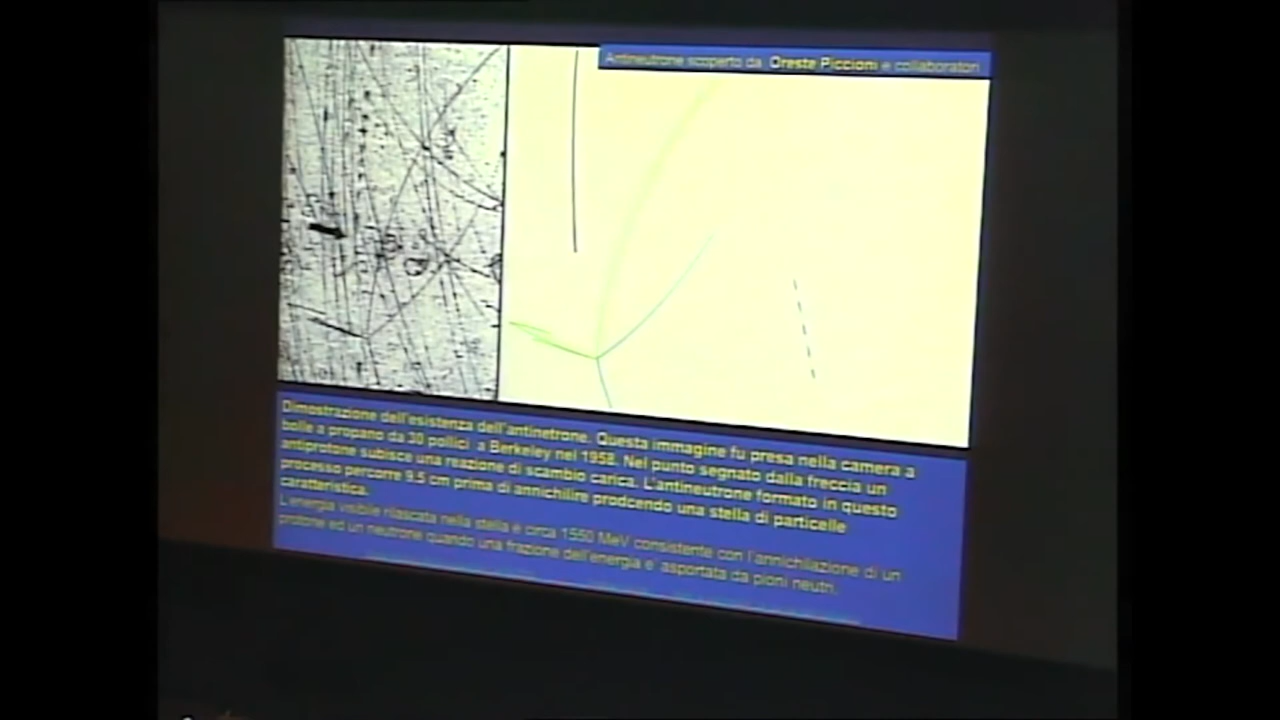 Antineutrone scoperto da Oreste Piccioni e collaboratori
Dimostrazione dell'esistenza dell'antinetrone. Questa immagine fu presa nella camera a
bolle a propano da 30 pollici a Berkeley nel 1958. Nel punto segnato dalla freccia un
antiprotone subisce una reazione di scambio carica. L'antineutrone formato in questo
processo percorre 9.5 cm prima di annichilire prodcendo una stella di particelle
caratteristica.
L'energia visibile rilascata nella stella e circa 1550 MeV consistente con l'annichilazione di un
protone ed un neutrone quando una frazione dell'energia e' asportata da pioni neutri.